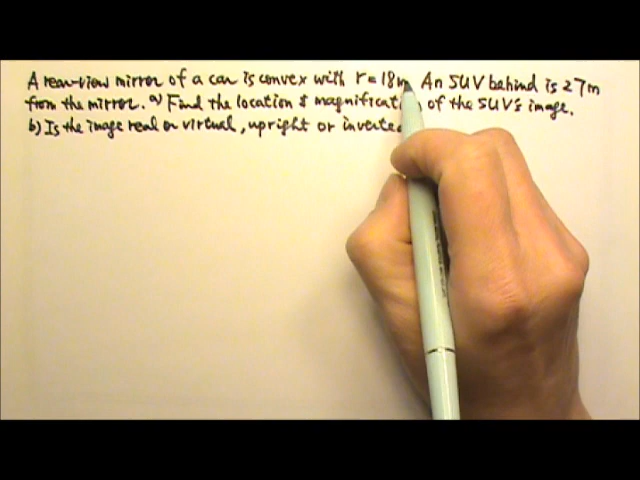 A rear-view mirror of a car is convex with r = 18m An SUV behind is 27m
from the mirror. a) Find the location & magnification of the SUV's image.
b) Is the image real or virtual, upright or inverted